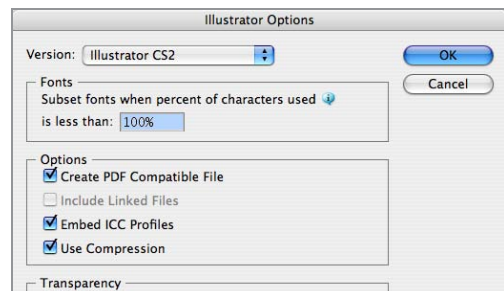 Illustrator Options
Version: Illustrator CS2
OK
Cancel
Fonts
Subset fonts when percent of characters used
is less than: 100%
Options
Create PDF Compatible File
Include Linked Files
Embed ICC Profiles
Use Compression
Transparency